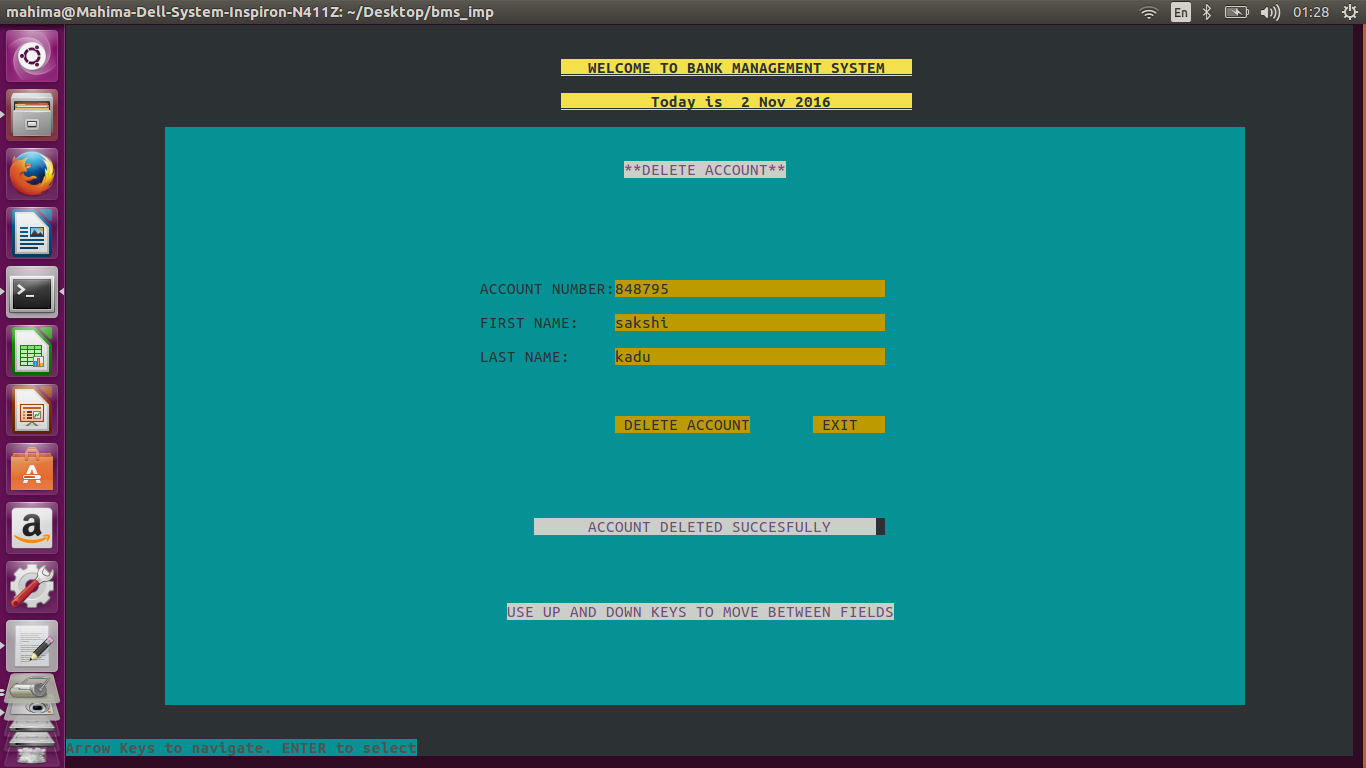 mahima@Mahima-Dell-System-Inspiron-N411Z: ~/Desktop/bms_imp
En
01:28
WELCOME TO BANK MANAGEMENT SYSTEM
Today is  2 Nov 2016
**DELETE ACCOUNT**
ACCOUNT NUMBER:848795
FIRST NAME: sakshi
LAST NAME: kadu
DELETE ACCOUNT EXIT
ACCOUNT DELETED SUCCESFULLY
USE UP AND DOWN KEYS TO MOVE BETWEEN FIELDS
Arrow Keys to navigate. ENTER to select